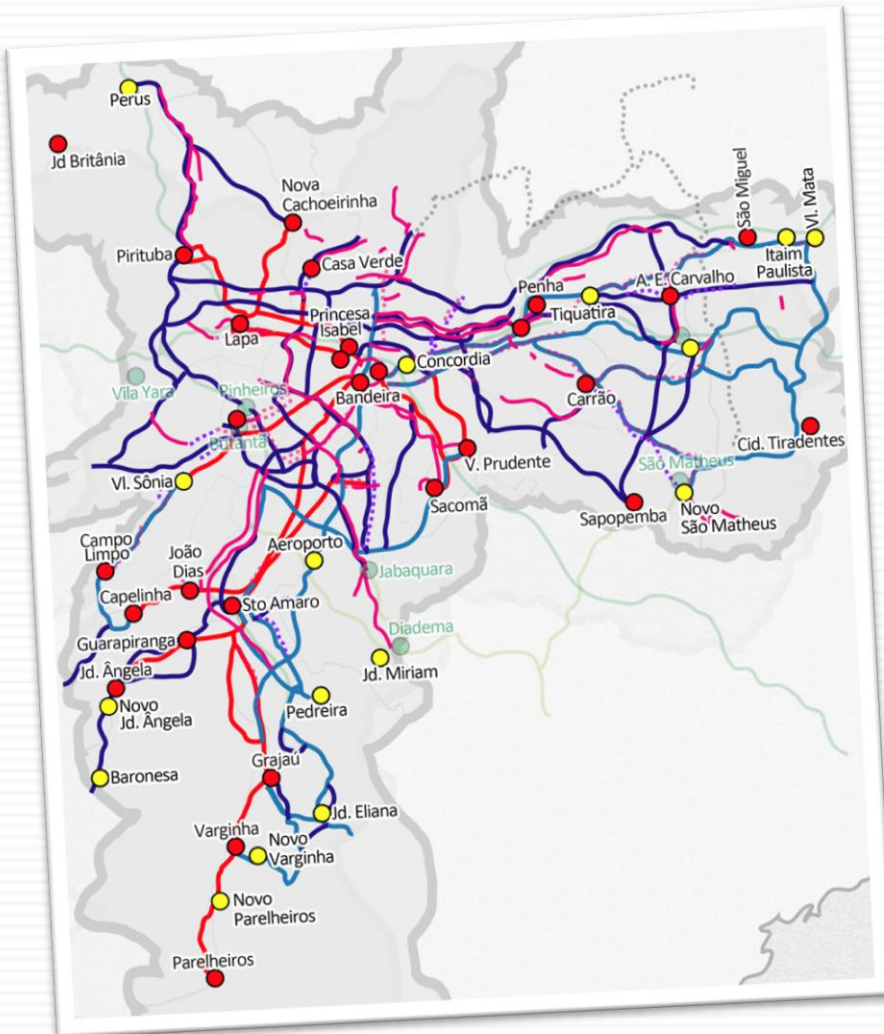 Perus
Jd Britânia
Nova
Cachoeirinha
São Miguel
Vl. Mata
Pirituba
Casa Verde
Itaim
Paulista
Penha
A. E. Carvalho
Tiquatira
Princesa
Isabel
Lapa
Concordia
Vila Yara
Pinheiros
Bandeira
Carrão
Butantã
Cid. Tiradentes
V. Prudente
São Matheus
Vl. Sônia
Sacomã
Sapopemba
Novo
São Matheus
Campo
Limpo
João
Dias
Aeroporto
Jabaquara
Capelinha
Sto Amaro
Diadema
Guarapiranga
Jd. Miriam
Jd. Ângela
Novo
Jd. Ângela
Pedreira
Grajaú
Baronesa
Jd. Eliana
Varginha
Novo
Varginha
Novo
Parelheiros
Parelheiros